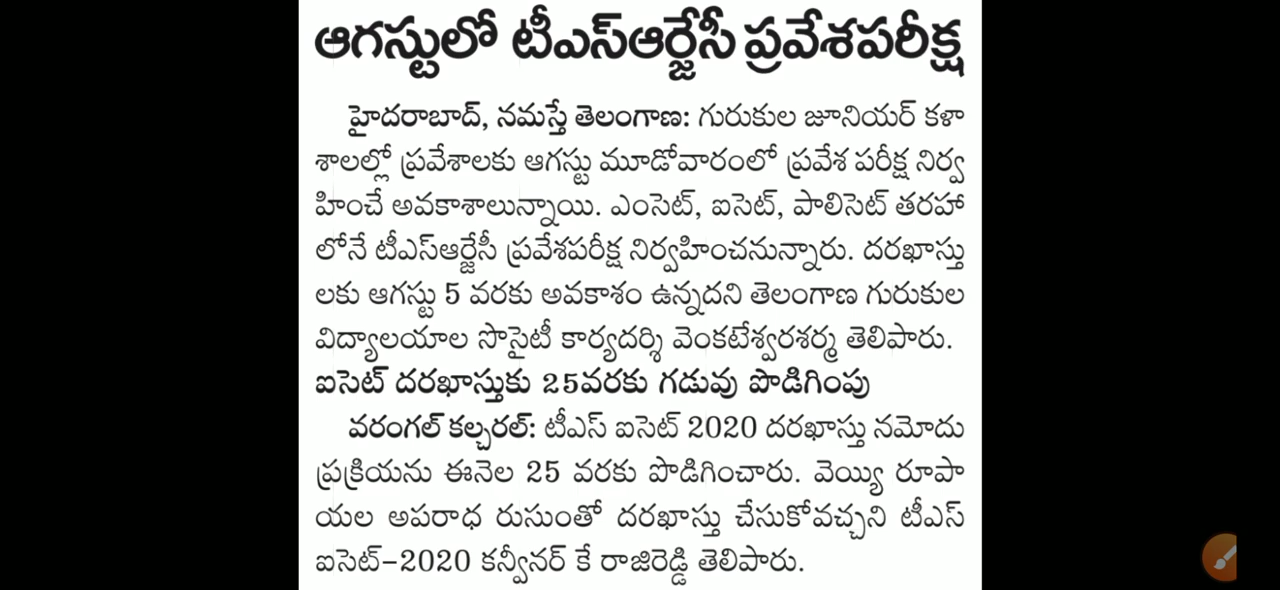 ఆగస్టులో టీఎస్ఆర్జేసీ ప్రవేశపరీక్ష
హైదరాబాద్, నమస్తే తెలంగాణ: గురుకుల జూనియర్ కళా
శాలల్లో ప్రవేశాలకు ఆగస్టు మూడోవారంలో ప్రవేశ పరీక్ష నిర్వ
హించే అవకాశాలున్నాయి. ఎంసెట్, ఐసెట్, పాలిసెట్ తరహా
లోనే టీఎస్ఆర్జేసీ ప్రవేశపరీక్ష నిర్వహించనున్నారు. దరఖాస్తు
లకు ఆగస్టు 5 వరకు అవకాశం ఉన్నదని తెలంగాణ గురుకుల
విద్యాలయాల సొసైటీ కార్యదర్శి వెంకటేశ్వరశర్మ తెలిపారు.
ఐసెట్ దరఖాస్తుకు 25వరకు గడువు పొడిగింపు
వరంగల్ కల్చరల్: టీఎస్ ఐసెట్ 2020 దరఖాస్తు నమోదు
ప్రక్రియను ఈనెల 25 వరకు పొడిగించారు. వెయ్యి రూపా
యల అపరాధ రుసుంతో దరఖాస్తు చేసుకోవచ్చని టీఎస్
ఐసెట్-2020 కన్వీనర్ కే రాజిరెడ్డి తెలిపారు.